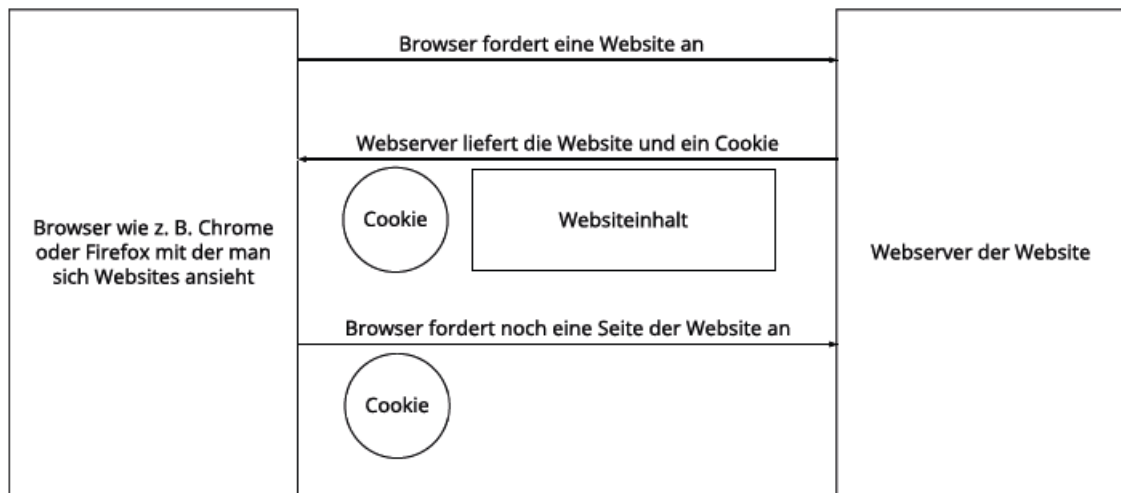 Browser fordert eine Website an
Webserver liefert die Website und ein Cookie
Cookie
Websiteinhalt
Browser wie z. B. Chrome
oder Firefox mit der man
sich Websites ansieht
Webserver der Website
Browser fordert noch eine Seite der Website an
Cookie